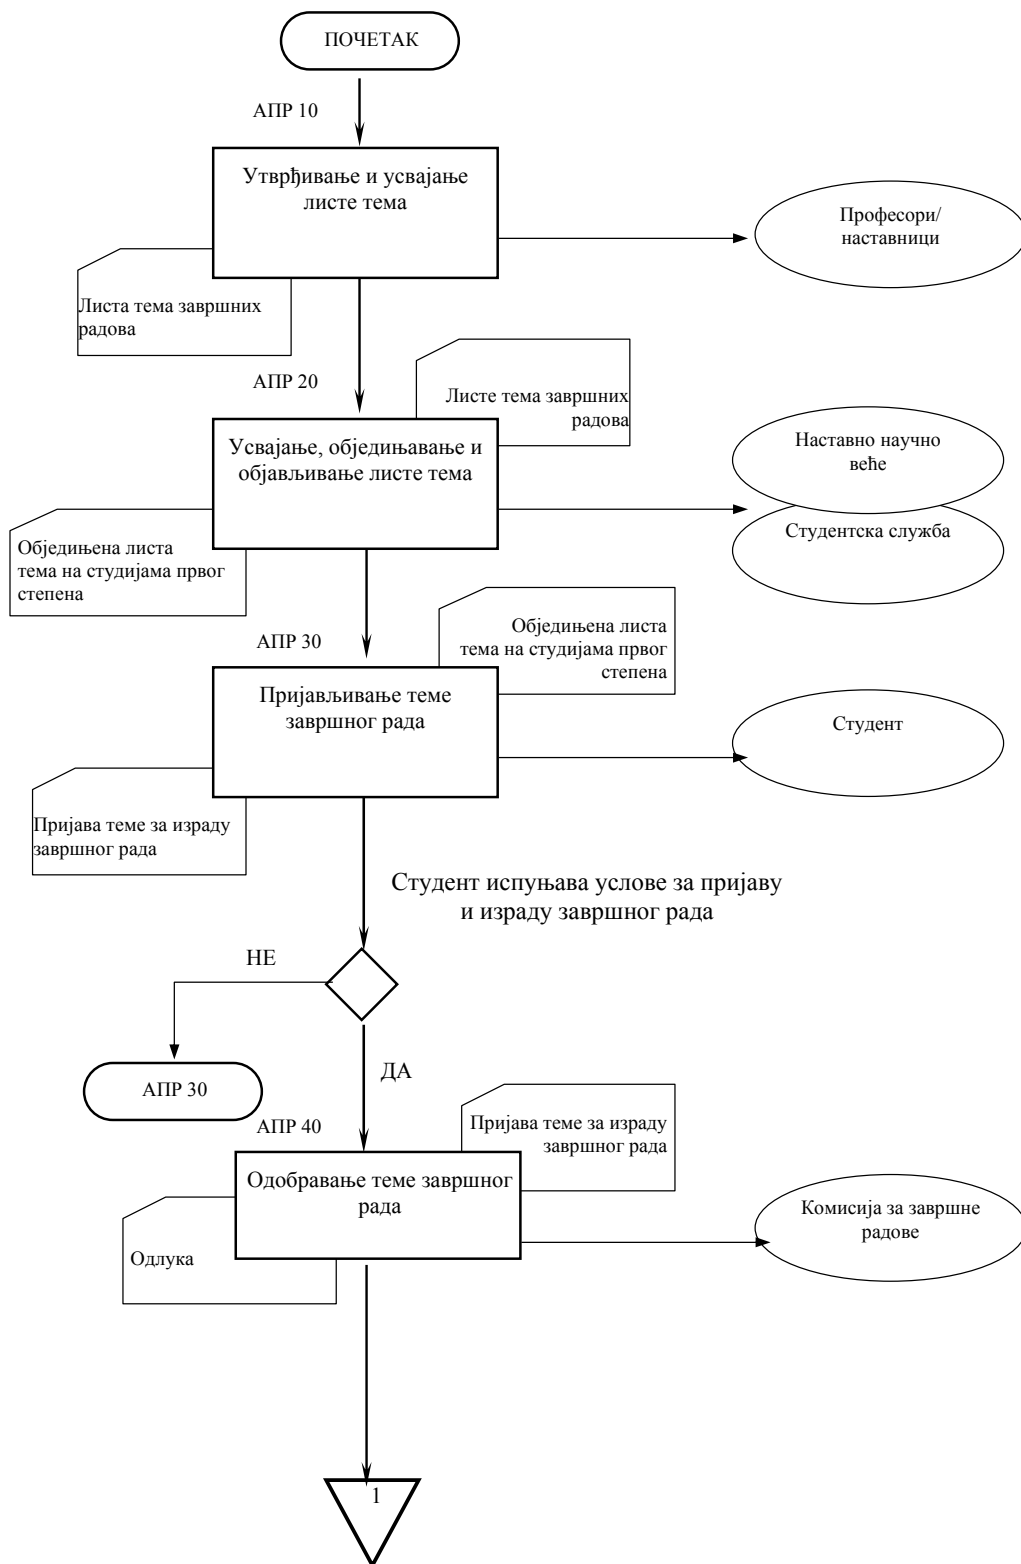 ПОЧЕТАК
АПР 10
Утврђивање и усвајање
листе тема
Професори/
наставници
Листа тема завршних
радова
АПР 20
Листе тема завршних
радова
Усвајање, обједињавање и
објављивање листе тема
Наставно научно
веће
Студентска служба
Обједињена листа
тема на студијама првог
степена
АПР 30
Обједињена листа
тема на студијама првог
степена
Пријављивање теме
завршног рада
Студент
Пријава теме за израду
завршног рада
Студент испуњава услове за пријаву
и израду завршног рада
НЕ
АПР 30
ДА
АПР 40
Пријава теме за израду
завршног рада
Одобравање теме завршног
рада
Комисија за завршне
радове
Одлука
1